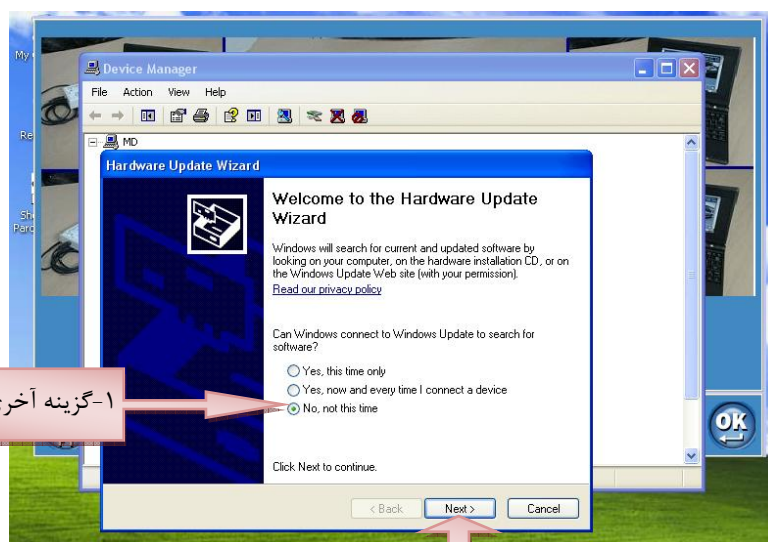 My
Device Manager
File Action View Help
MD
Re
Hardware Update Wizard
Welcome to the Hardware Update
Wizard
Windows will search for current and updated software by
looking on your computer, on the hardware installation CD, or on
the Windows Update Web site (with your permission).
Read our privacy policy
Can Windows connect to Windows Update to search for
software?
Yes, this time only
Yes, now and every time I connect a device
No, not this time
۱-گزینه آخری
OK
Click Next to continue.
< Back Next > Cancel